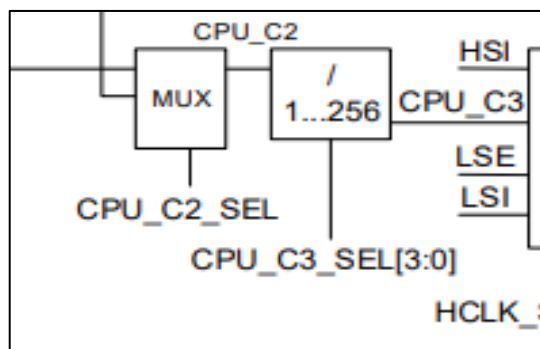 CPU_C2
MUX
/
1...256
CPU_C2_SEL
CPU_C3_SEL[3:0]
HSI
CPU_C3
LSE
LSI